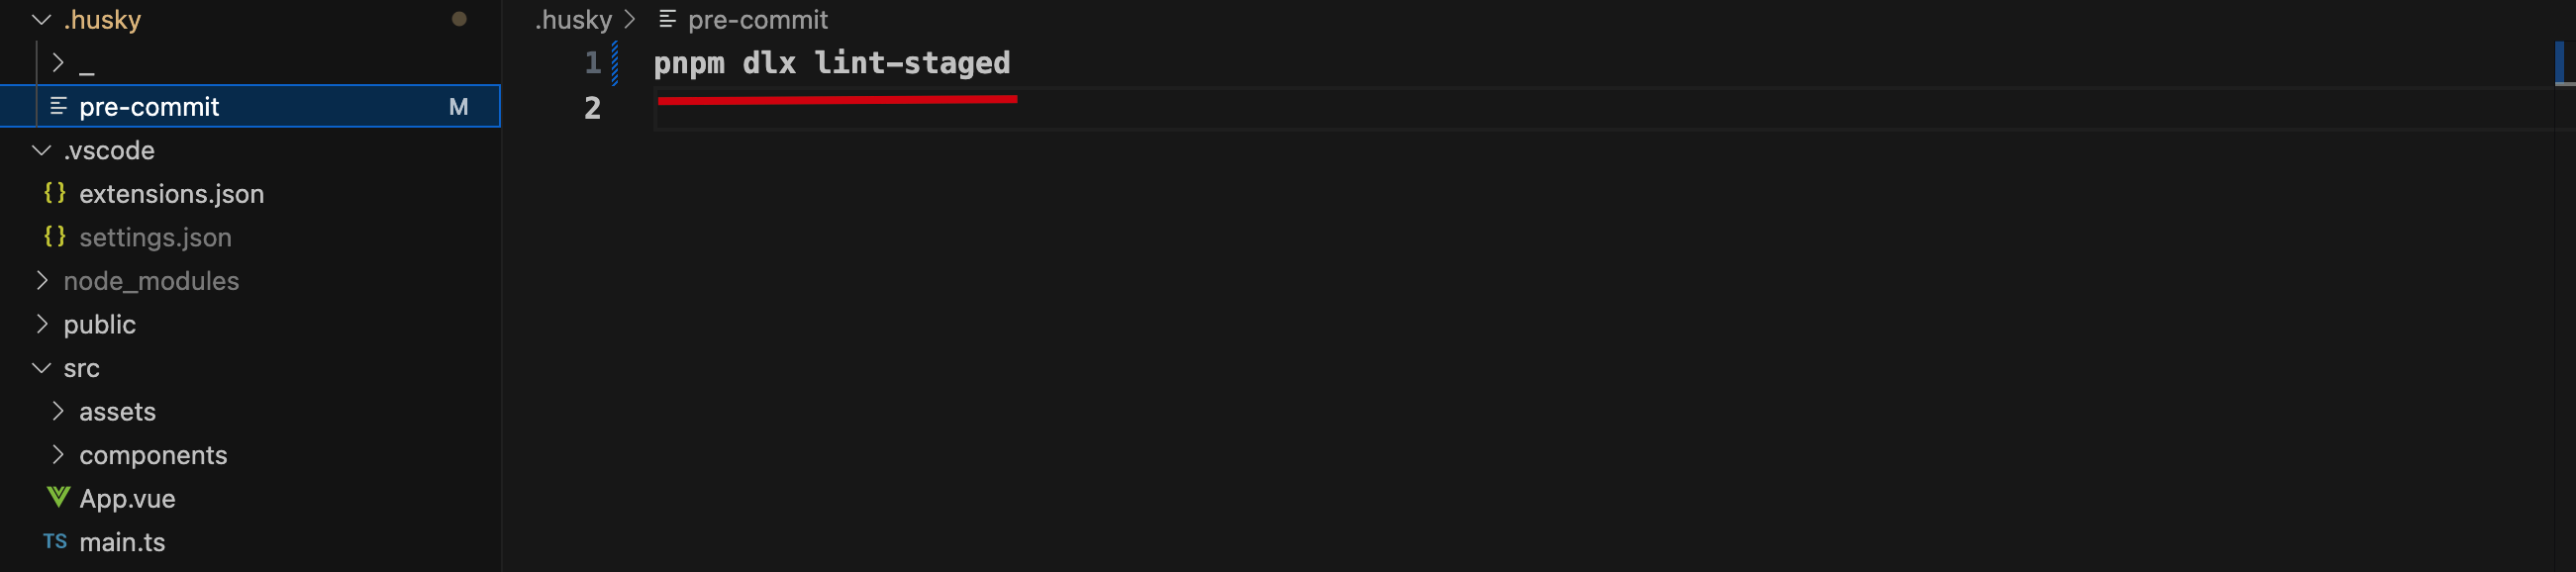 .husky
_
pre-commit M
.vscode
{} extensions.json
{} settings.json
node_modules
public
src
assets
components
App.vue
TS main.ts
.husky > pre-commit
1 pnpm dlx lint-staged
2